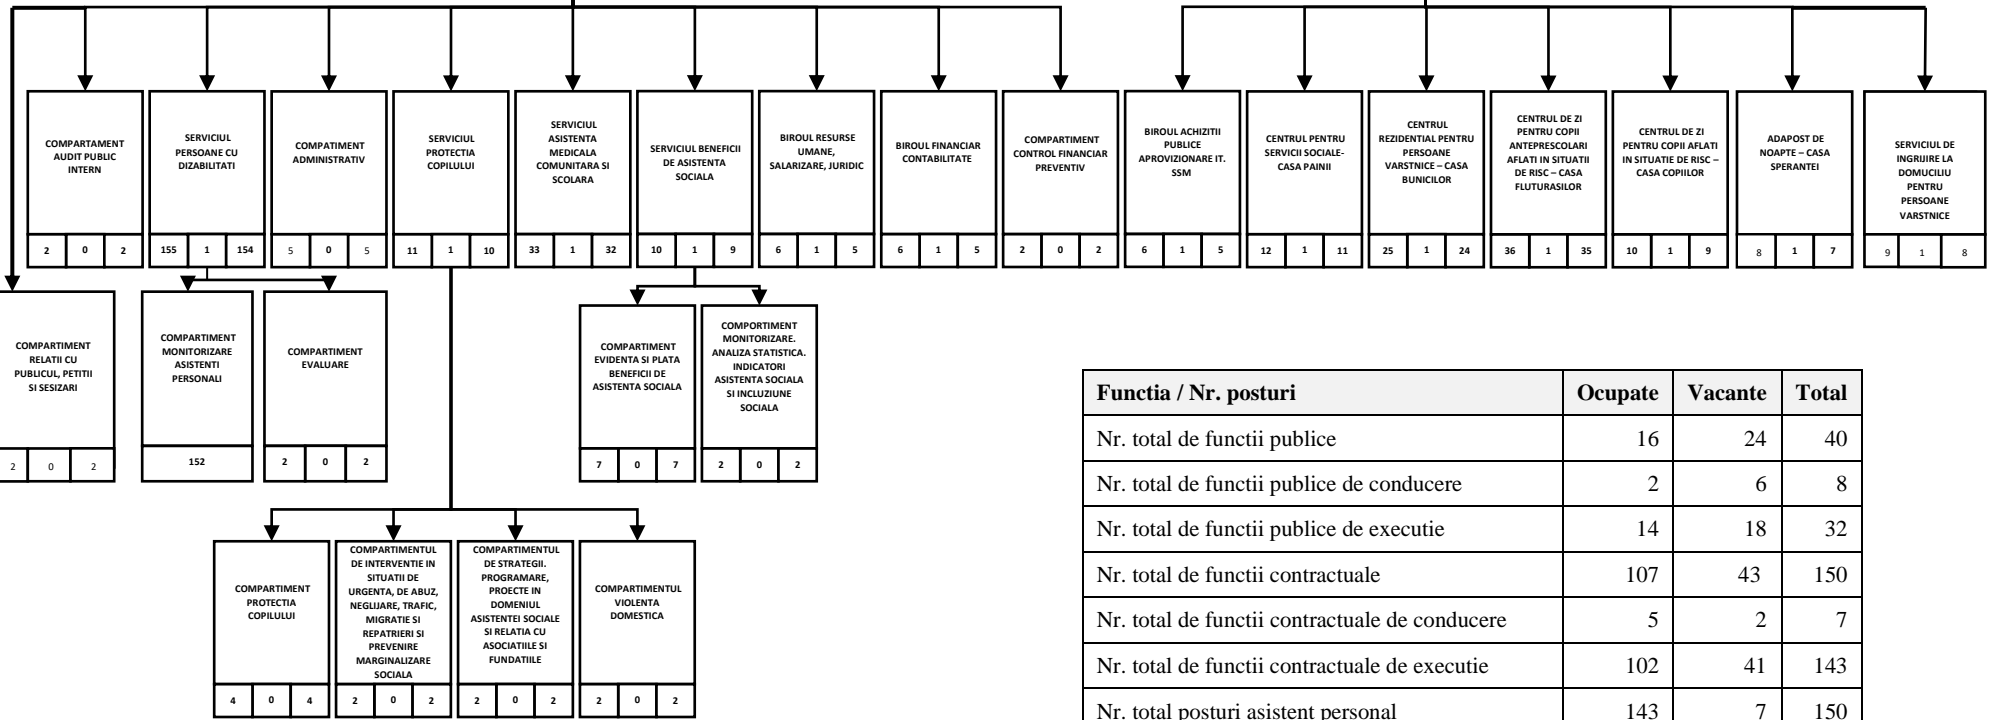 COMPARTAMENT
AUDIT PUBLIC
INTERN
2 0 2
SERVICIUL
PERSOANE CU
DIZABILITATI
155 1 154
COMPATIMENT
ADMINISTRATIV
5 0 5
SERVICIUL
PROTECTIA
COPILULUI
11 1 10
SERVICIUL
ASISTENTA
MEDICALA
COMUNITARA SI
SCOLARA
33 1 32
SERVICIUL BENEFICII
DE ASISTENTA
SOCIALA
10 1 9
BIROUL RESURSE
UMANE,
SALARIZARE, JURIDIC
6 1 5
BIROUL FINANCIAR
CONTABILITATE
6 1 5
COMPARTIMENT
CONTROL FINANCIAR
PREVENTIV
2 0 2
BIROUL ACHIZITII
PUBLICE
APROVIZIONARE IT.
SSM
6 1 5
CENTRUL PENTRU
SERVICII SOCIALE-
CASA PAINII
12 1 11
CENTRUL
REZIDENTIAL PENTRU
PERSOANE
VARSTNICE – CASA
BUNICILOR
25 1 24
CENTRUL DE ZI
PENTRU COPII
ANTEPRESCOLARI
AFLATI IN SITUATII
DE RISC – CASA
FLUTURASILOR
36 1 35
CENTRUL DE ZI
PENTRU COPII AFLATI
IN SITUATIE DE RISC –
CASA COPIILOR
10 1 9
ADAPOST DE
NOAPTE – CASA
SPERANTEI
8 1 7
SERVICIUL DE
INGRIJIRE LA
DOMUCILIU
PENTRU
PERSOANE
VARSTNICE
9 1 8
COMPARTIMENT
RELATII CU
PUBLICUL, PETITII
SI SESIZARI
2 0 2
COMPARTIMENT
MONITORIZARE
ASISTENTI
PERSONALI
152
COMPARTIMENT
EVALUARE
2 0 2
COMPARTIMENT
EVIDENTA SI PLATA
BENEFICII DE
ASISTENTA SOCIALA
7 0 7
COMPORTIMENT
MONITORIZARE.
ANALIZA STATISTICA.
INDICATORI
ASISTENTA SOCIALA
SI INCLUZIUNE
SOCIALA
2 0 2
COMPARTIMENT
PROTECTIA
COPILULUI
4 0 4
COMPARTIMENTUL
DE INTERVENTIE IN
SITUATII DE
URGENTA, DE ABUZ,
NEGLIJARE, TRAFIC,
MIGRATIE SI
REPATRIERI SI
PREVENIRE
MARGINALIZARE
SOCIALA
2 0 2
COMPARTIMENTUL
DE STRATEGII.
PROGRAMARE,
PROECTE IN
DOMENIUL
ASISTENTEI SOCIALE
SI RELATIA CU
ASOCIATIILE SI
FUNDATIILE
2 0 2
COMPARTIMENTUL
VIOLENTA
DOMESTICA
2 0 2
Functia / Nr. posturi Ocupate Vacante Total
Nr. total de functii publice 16 24 40
Nr. total de functii publice de conducere 2 6 8
Nr. total de functii publice de executie 14 18 32
Nr. total de functii contractuale 107 43 150
Nr. total de functii contractuale de conducere 5 2 7
Nr. total de functii contractuale de executie 102 41 143
Nr. total posturi asistent personal 143 7 150